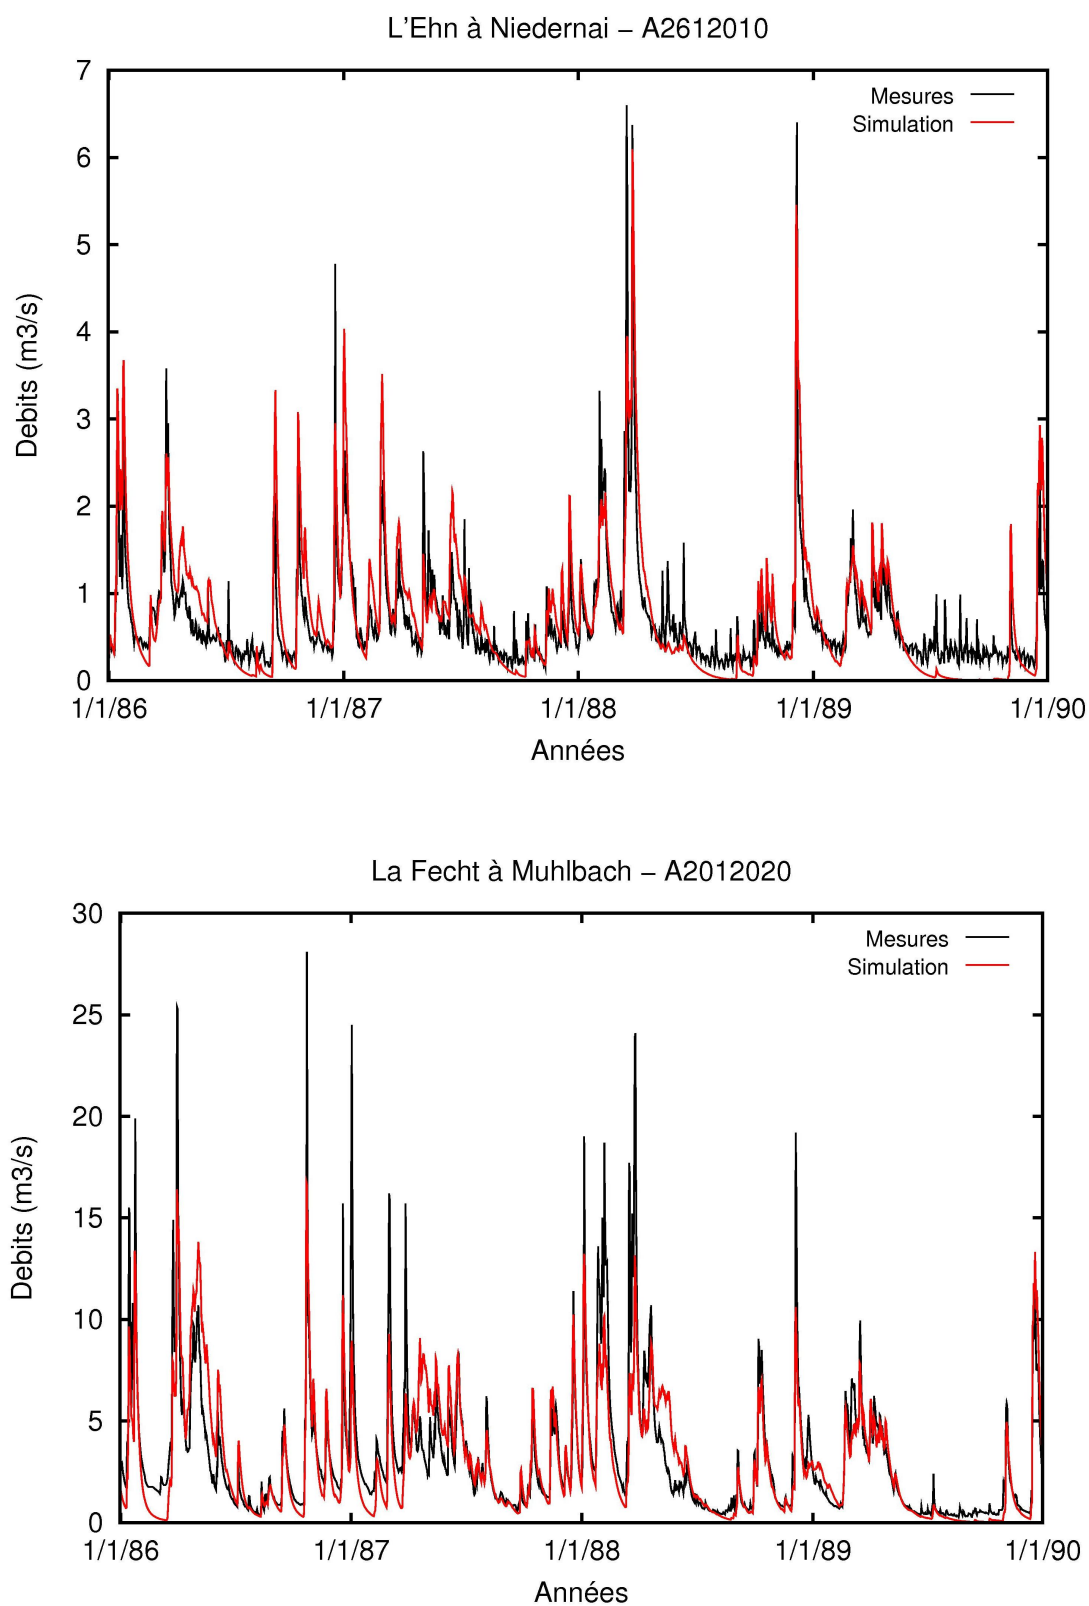 L'Ehn à Niedernai – A2612010
7
Mesures
Simulation
6
5
4
3
2
1
0
Debits (m3/s)
1/1/86 1/1/87 1/1/88 1/1/89 1/1/90
Années
La Fecht à Muhlbach – A2012020
30
Mesures
Simulation
25
20
15
10
5
0
Debits (m3/s)
1/1/86 1/1/87 1/1/88 1/1/89 1/1/90
Années